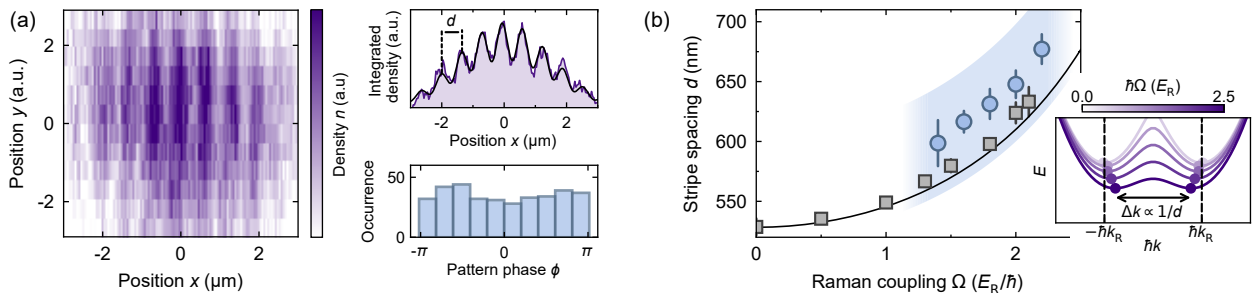 (a)
Position y (a.u.)
2
0
-2
-2
0
2
Position x (µm)
Density n (a.u)
Integrated
density (a.u.)
d
-2
0
2
Position x (µm)
Occurrence
50
0
-π
0
π
Pattern phase ϕ
(b)
Stripe spacing d (nm)
700
650
600
550
0
1
2
Raman coupling Ω (E_R/ħ)
ħΩ (E_R)
0.0
2.5
E
Δk ∝ 1/d
-ħk_R
ħk
ħk_R